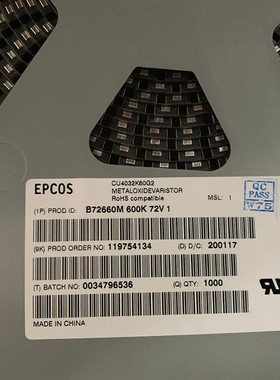 CU4032K60G2
EPCOS METALOXIDEVARISTOR
RoHS compatible MSL: 1
(1P) PROD ID: B72660M 600K 72V 1
QC
PASS
W75
(9K) PROD ORDER NO: 119754134 (D) D/C: 200117
(T) BATCH NO: 0034796536 (Q) QTY: 1000
MADE IN CHINA